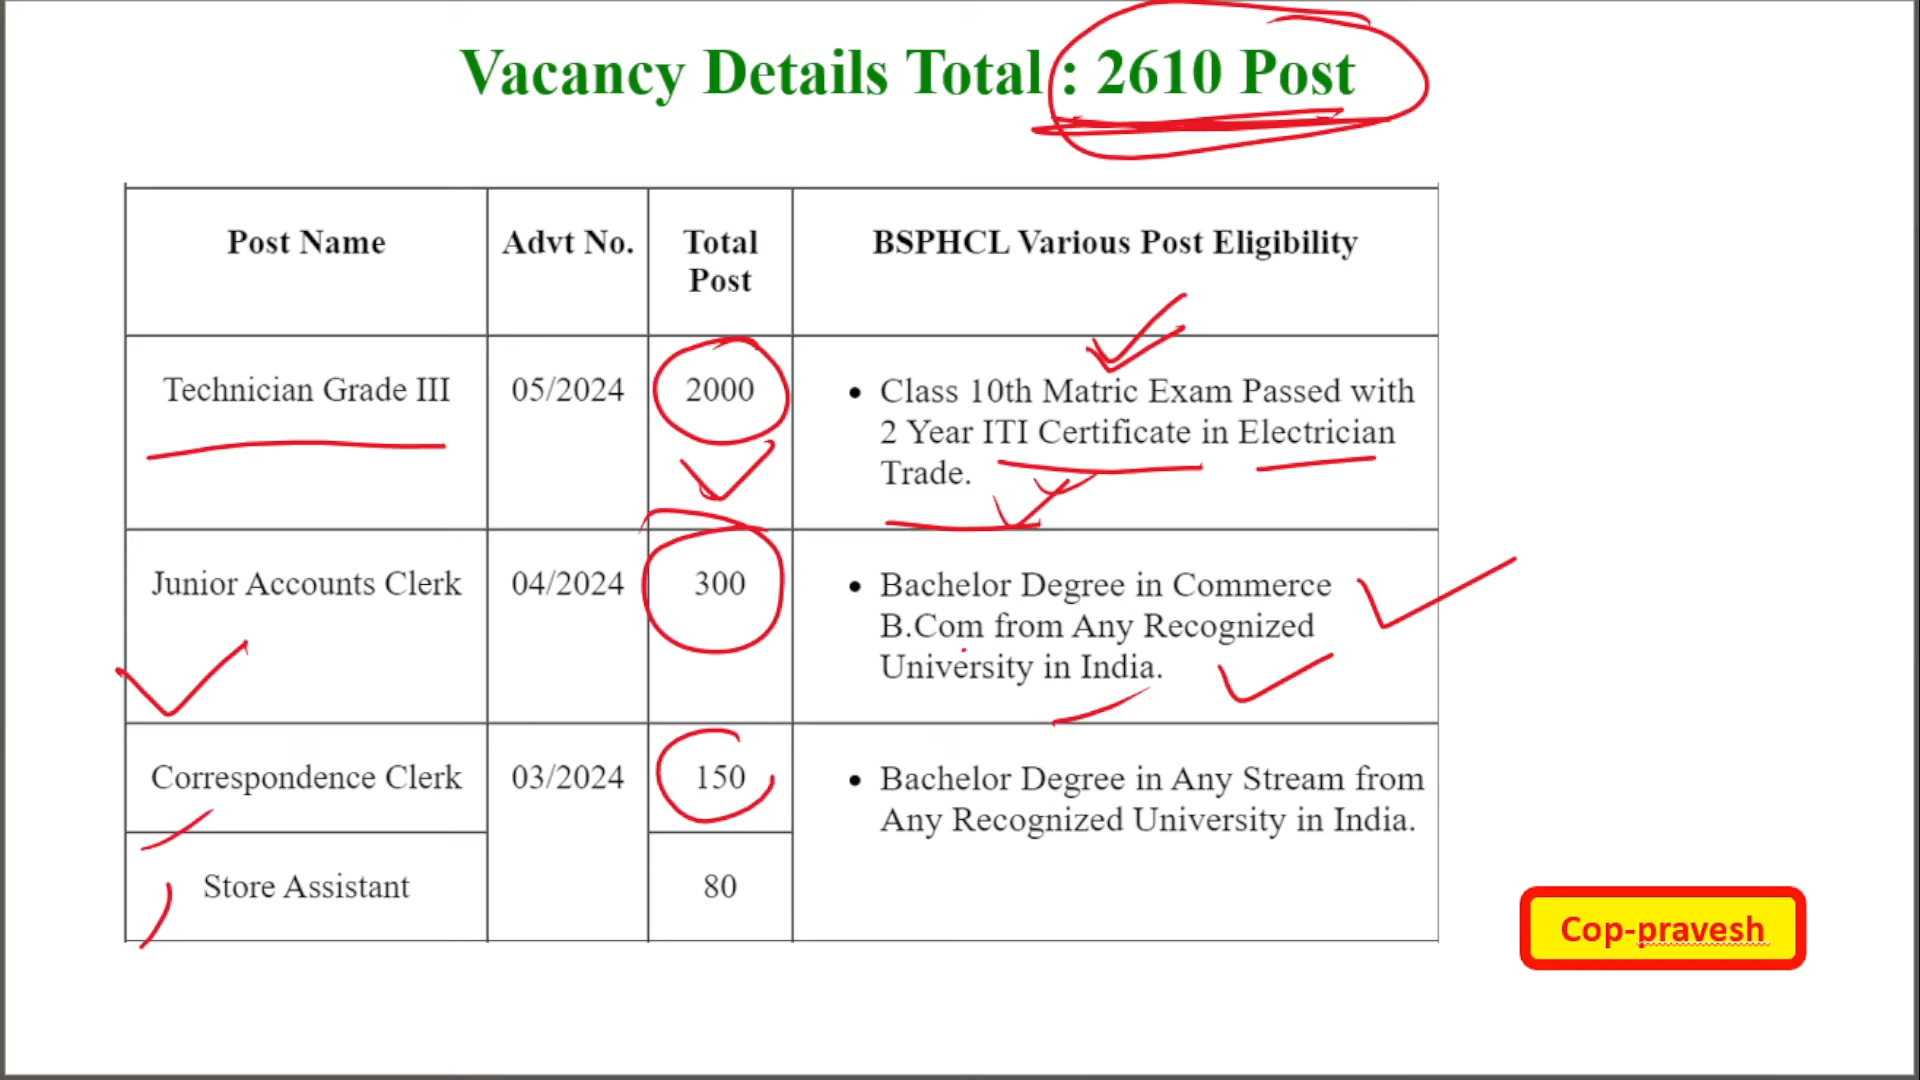 Vacancy Details Total : 2610 Post
Post Name
Advt No.
Total
Post
BSPHCL Various Post Eligibility
Technician Grade III
05/2024
2000
• Class 10th Matric Exam Passed with
2 Year ITI Certificate in Electrician
Trade.
Junior Accounts Clerk
04/2024
300
• Bachelor Degree in Commerce
B.Com from Any Recognized
University in India.
Correspondence Clerk
03/2024
150
• Bachelor Degree in Any Stream from
Any Recognized University in India.
Store Assistant
80
Cop-pravesh